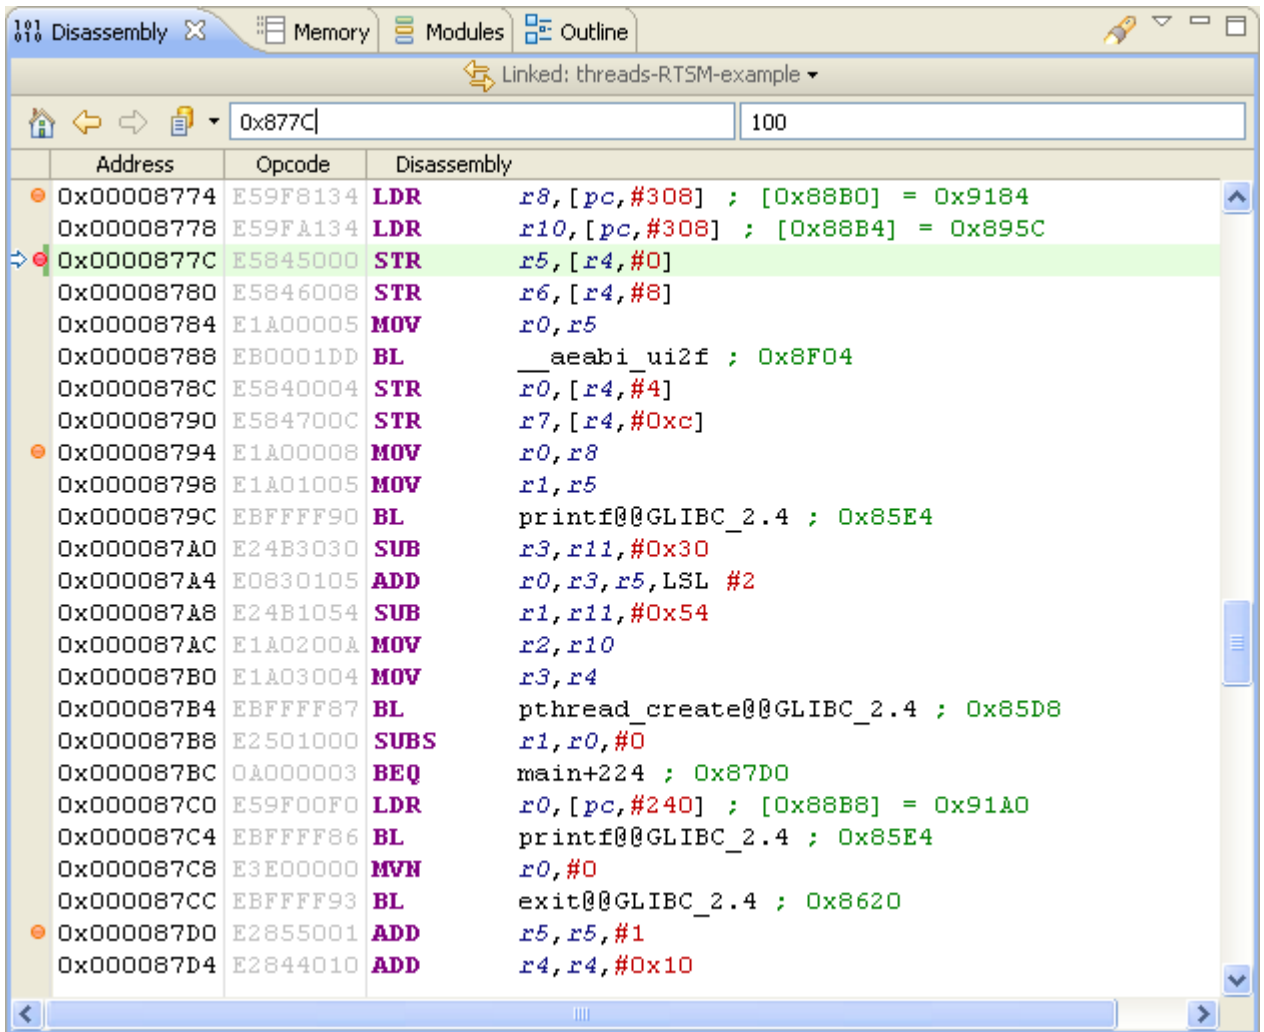 Disassembly Memory Modules Outline
Linked: threads-RTSM-example
0x877C 100
Address Opcode Disassembly
0x00008774 E59F8134 LDR r8,[pc,#308] ; [0x88B0] = 0x9184
0x00008778 E59FA134 LDR r10,[pc,#308] ; [0x88B4] = 0x895C
0x0000877C E5845000 STR r5,[r4,#0]
0x00008780 E5846008 STR r6,[r4,#8]
0x00008784 E1A00005 MOV r0,r5
0x00008788 EB0001DD BL __aeabi_ui2f ; 0x8F04
0x0000878C E5840004 STR r0,[r4,#4]
0x00008790 E584700C STR r7,[r4,#0xc]
0x00008794 E1A00008 MOV r0,r8
0x00008798 E1A01005 MOV r1,r5
0x0000879C EBFFFF90 BL printf@@GLIBC_2.4 ; 0x85E4
0x000087A0 E24B3030 SUB r3,r11,#0x30
0x000087A4 E0830105 ADD r0,r3,r5,LSL #2
0x000087A8 E24B1054 SUB r1,r11,#0x54
0x000087AC E1A0200A MOV r2,r10
0x000087B0 E1A03004 MOV r3,r4
0x000087B4 EBFFFF87 BL pthread_create@@GLIBC_2.4 ; 0x85D8
0x000087B8 E2501000 SUBS r1,r0,#0
0x000087BC 0A000003 BEQ main+224 ; 0x87D0
0x000087C0 E59F00F0 LDR r0,[pc,#240] ; [0x88B8] = 0x91A0
0x000087C4 EBFFFF86 BL printf@@GLIBC_2.4 ; 0x85E4
0x000087C8 E3E00000 MVN r0,#0
0x000087CC EBFFFF93 BL exit@@GLIBC_2.4 ; 0x8620
0x000087D0 E2855001 ADD r5,r5,#1
0x000087D4 E2844010 ADD r4,r4,#0x10